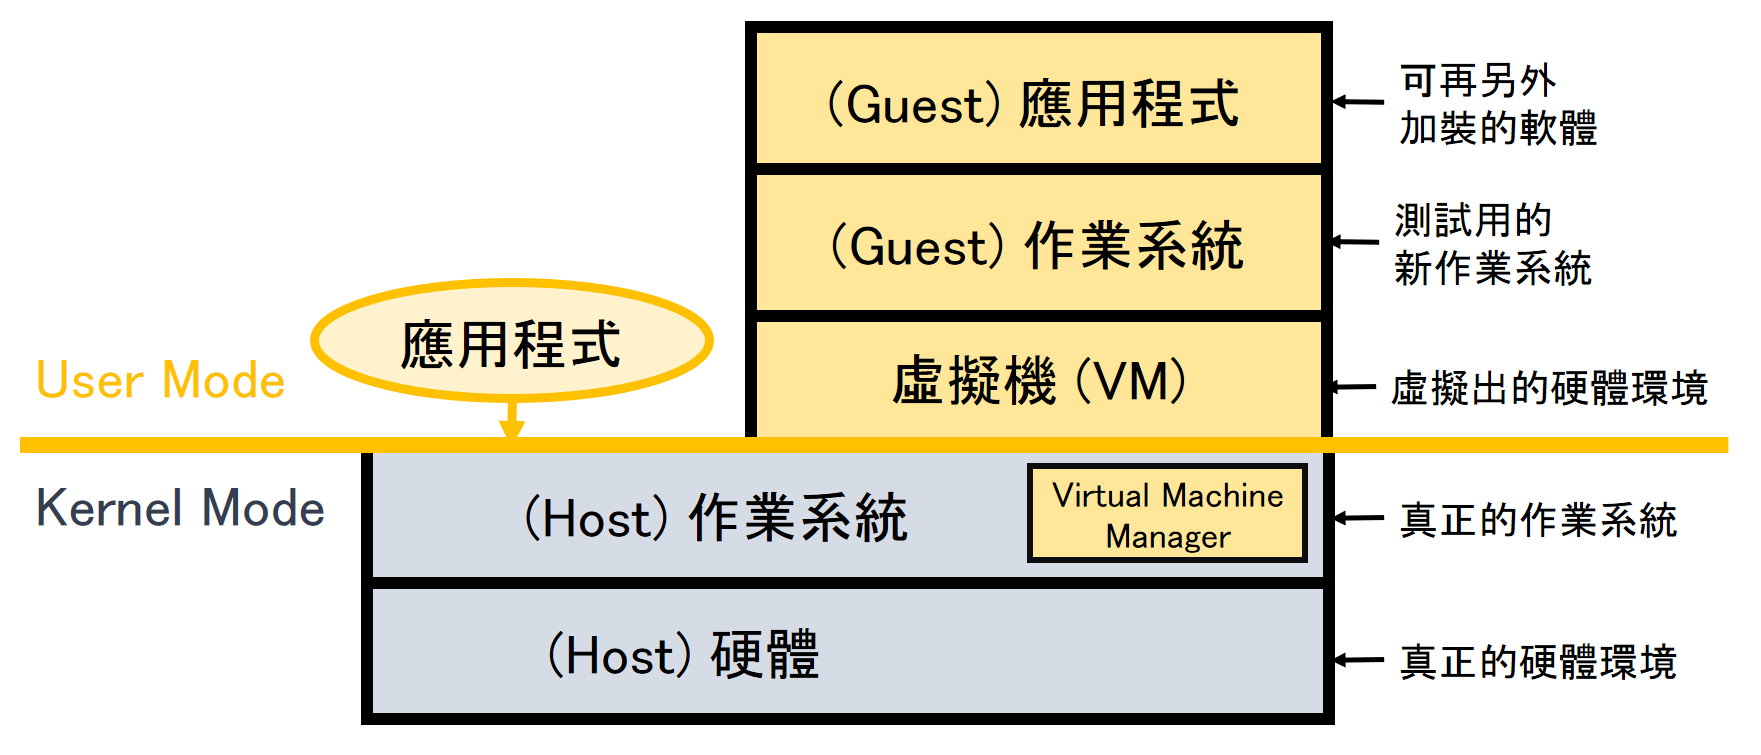 (Guest) 應用程式
可再另外
加裝的軟體
(Guest) 作業系統
測試用的
新作業系統
應用程式
User Mode
虛擬機 (VM)
虛擬出的硬體環境
Kernel Mode
(Host) 作業系統
Virtual Machine
Manager
真正的作業系統
(Host) 硬體
真正的硬體環境